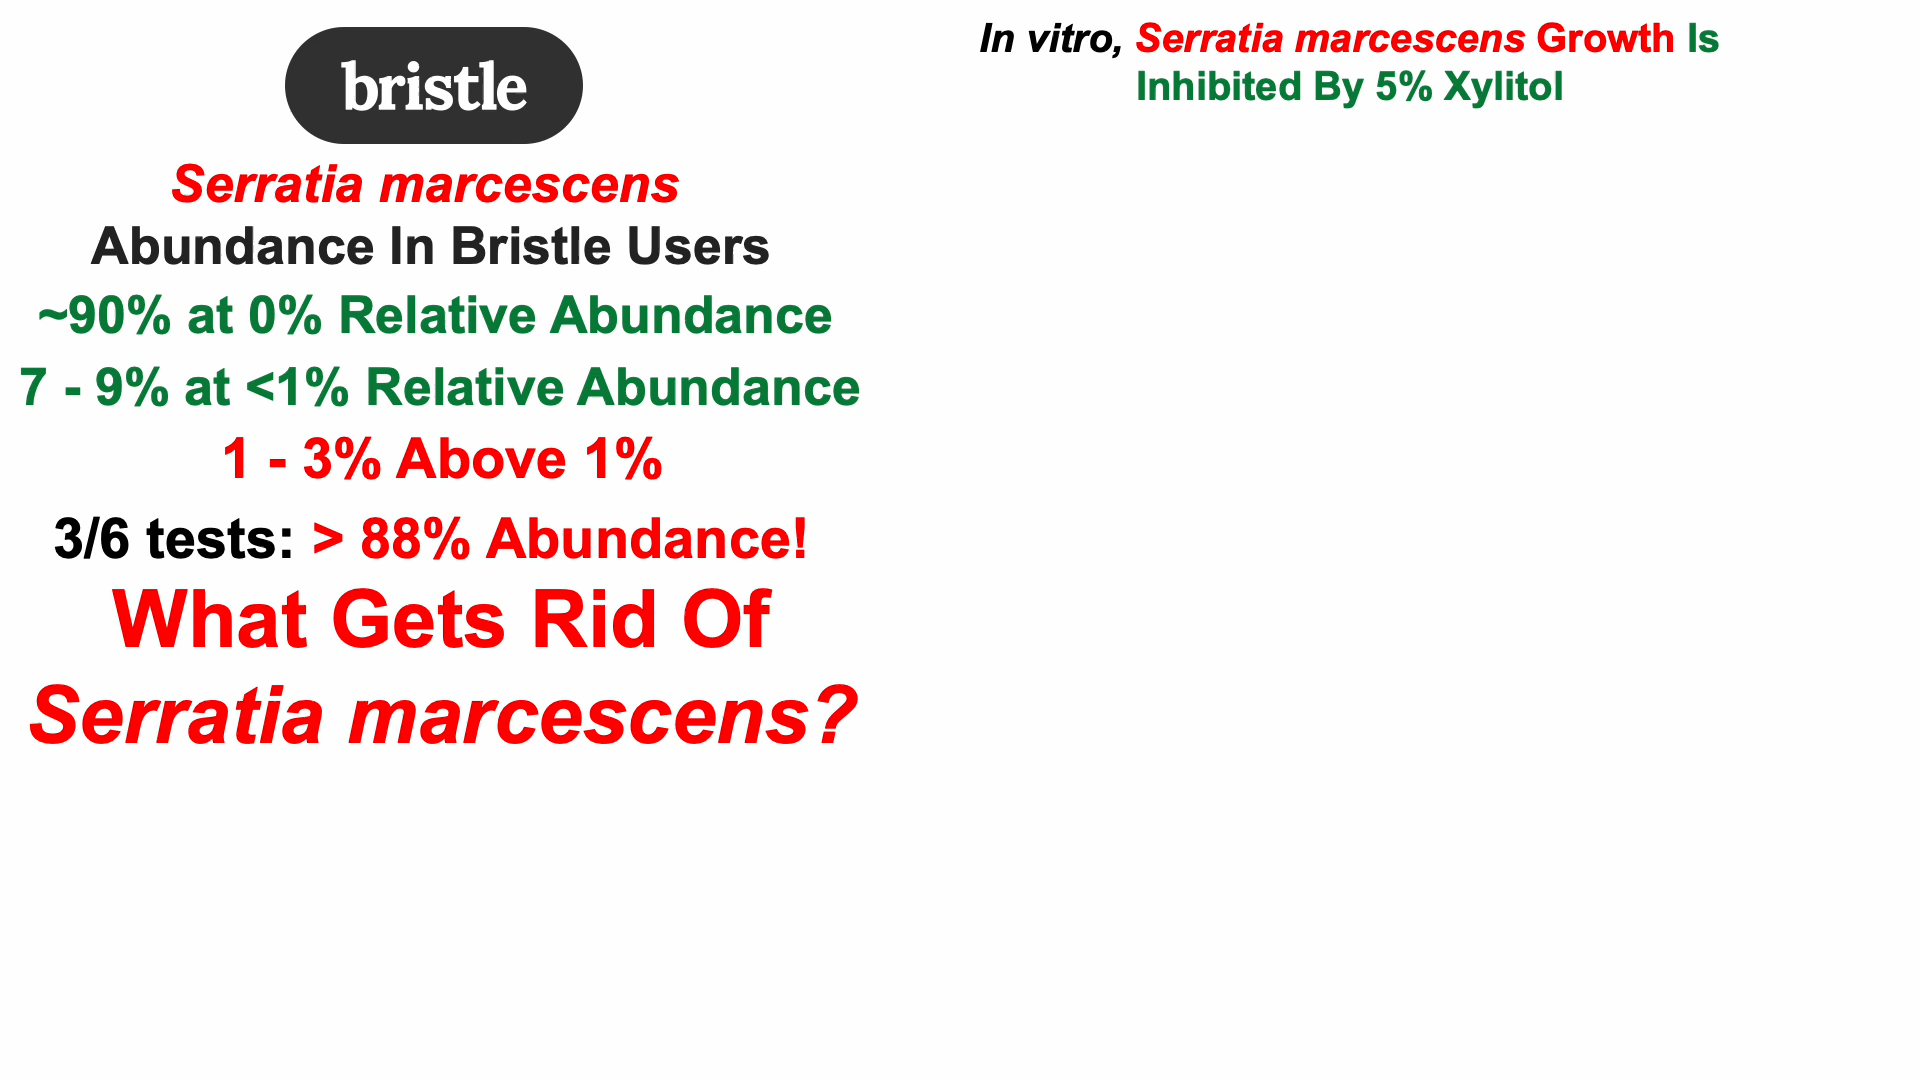 bristle
Serratia marcescens
Abundance In Bristle Users
~90% at 0% Relative Abundance
7 - 9% at <1% Relative Abundance
1 - 3% Above 1%
3/6 tests: > 88% Abundance!
What Gets Rid Of
Serratia marcescens?
In vitro, Serratia marcescens Growth Is
Inhibited By 5% Xylitol